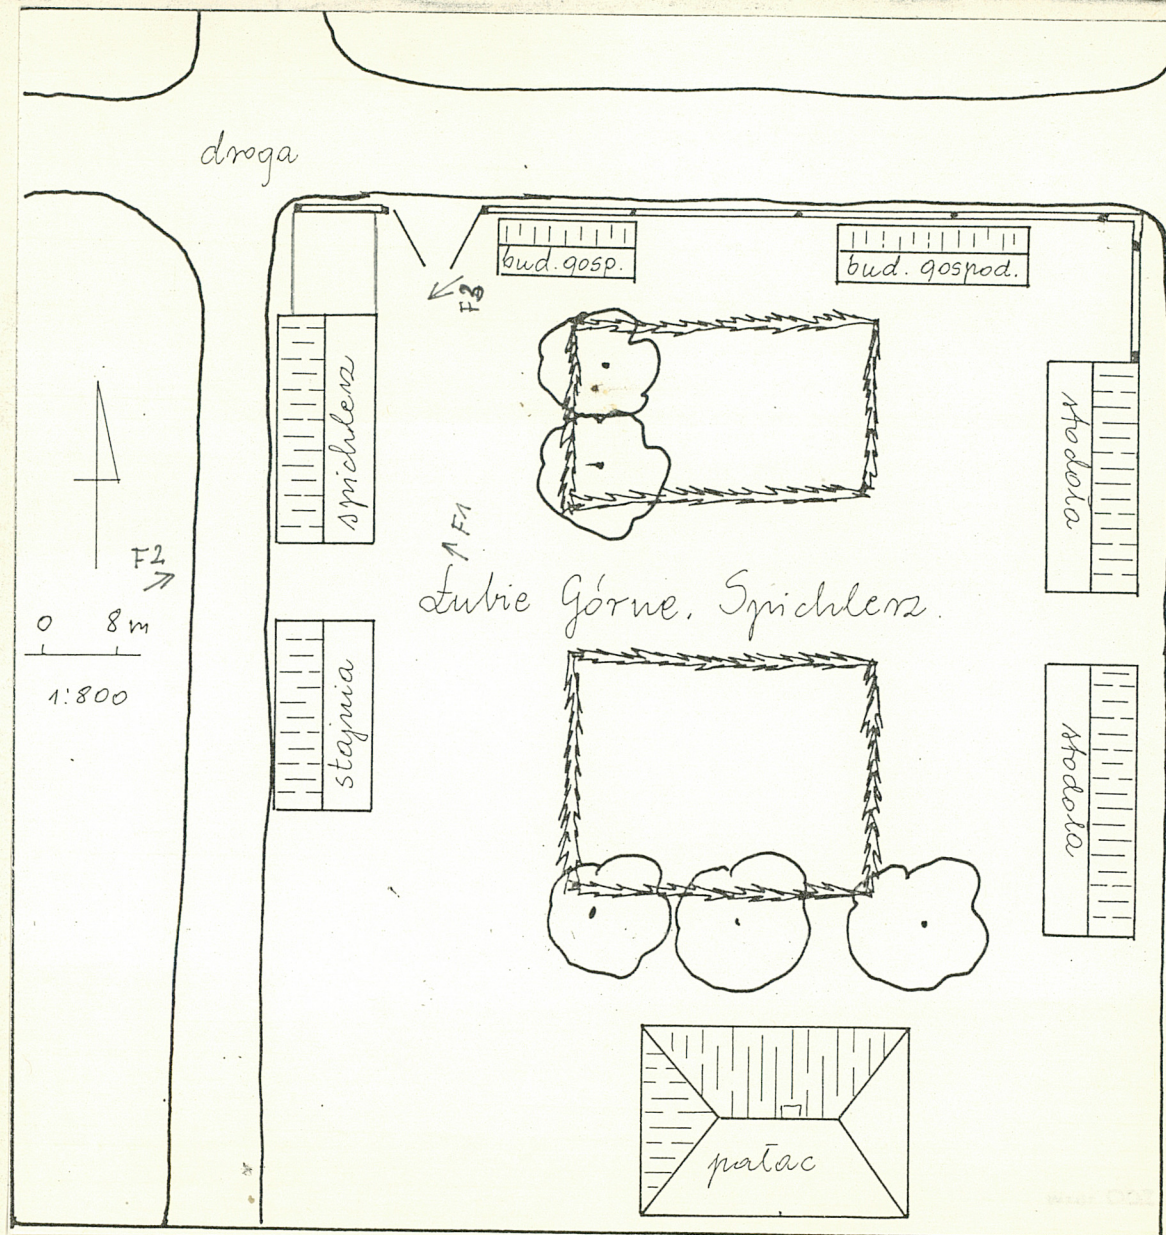 droga
bud. gosp.
bud. gospod.
F3
spichlerz
stodoła
F1
F2
Łubie Górne. Spichlerz.
0 8 m
1:800
stajnia
stodoła
pałac